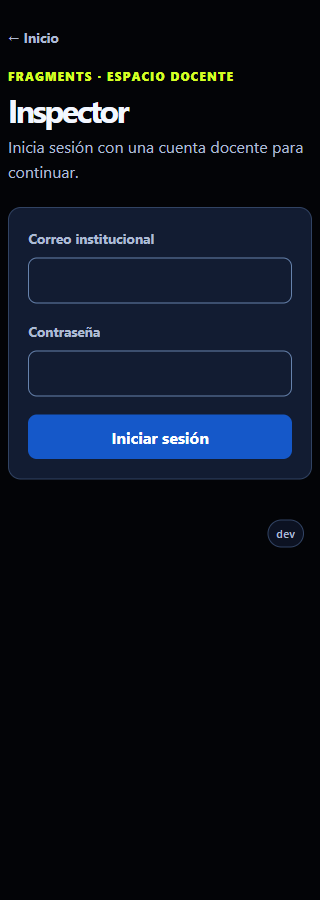 ← Inicio
FRAGMENTS · ESPACIO DOCENTE
Inspector
Inicia sesión con una cuenta docente para
continuar.
Correo institucional
Contraseña
Iniciar sesión
dev